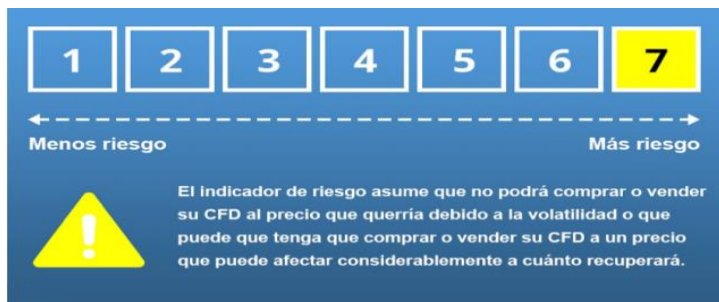 1 2 3 4 5 6 7
Menos riesgo Más riesgo
El indicador de riesgo asume que no podrá comprar o vender
su CFD al precio que querría debido a la volatilidad o que
puede que tenga que comprar o vender su CFD a un precio
que puede afectar considerablemente a cuánto recuperará.